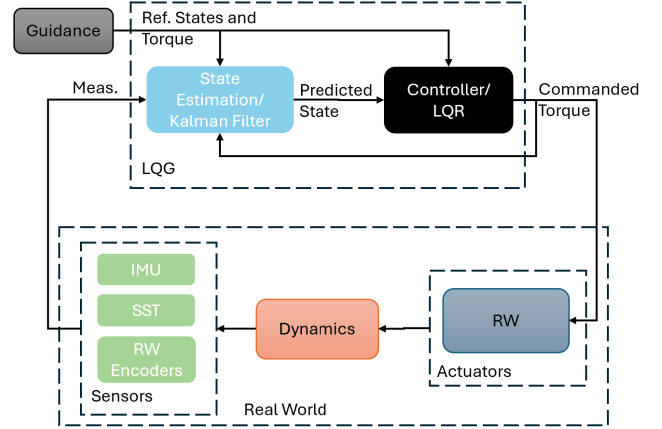 Guidance
Ref. States and
Torque
Meas.
State
Estimation/
Kalman Filter
Predicted
State
Controller/
LQR
Commanded
Torque
LQG
IMU
SST
RW
Encoders
Sensors
Dynamics
RW
Actuators
Real World